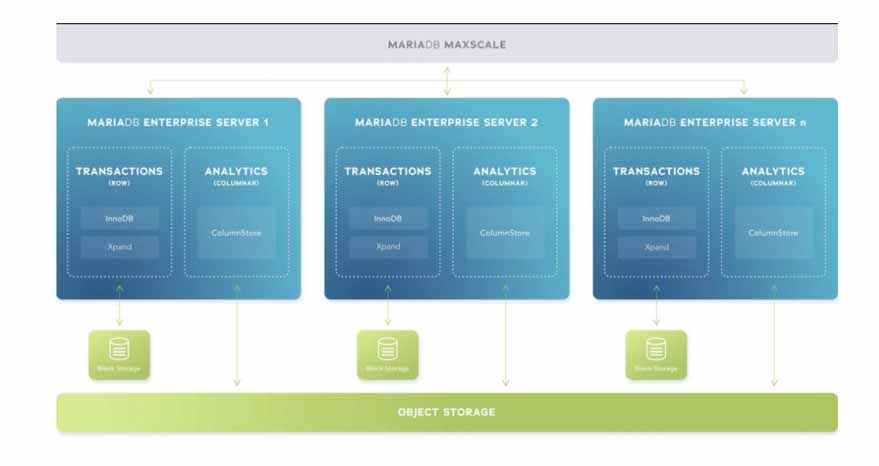 MARIADB MAXSCALE
MARIADB ENTERPRISE SERVER 1
TRANSACTIONS
(ROW)
InnoDB
Xpand
ANALYTICS
(COLUMNAR)
ColumnStore
Block Storage
MARIADB ENTERPRISE SERVER 2
TRANSACTIONS
(ROW)
InnoDB
Xpand
ANALYTICS
(COLUMNAR)
ColumnStore
Block Storage
MARIADB ENTERPRISE SERVER n
TRANSACTIONS
(ROW)
InnoDB
Xpand
ANALYTICS
(COLUMNAR)
ColumnStore
Block Storage
OBJECT STORAGE